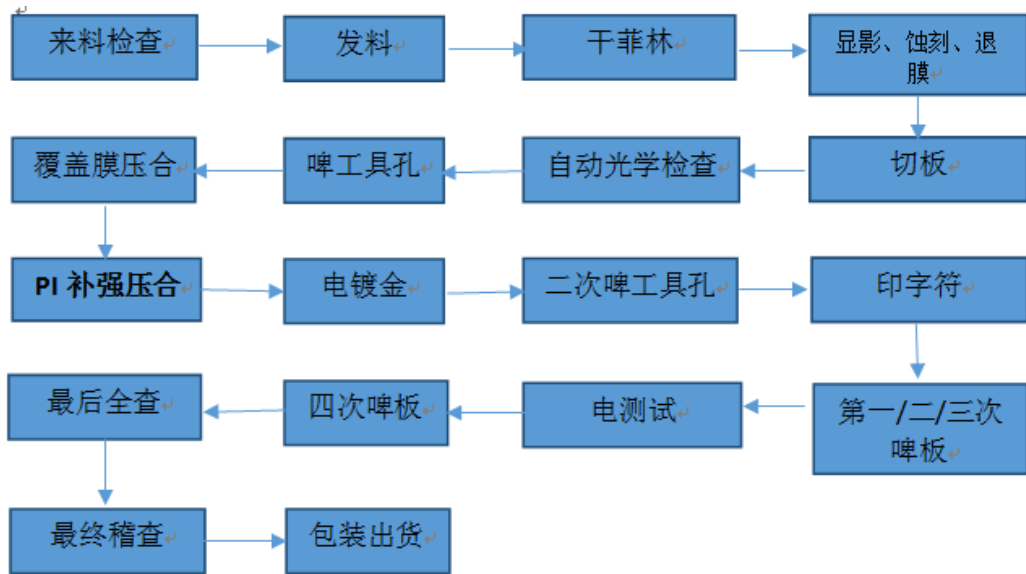 来料检查
发料
干菲林
显影、蚀刻、退
膜
切板
自动光学检查
啤工具孔
覆盖膜压合
PI 补强压合
电镀金
二次啤工具孔
印字符
第一/二/三次
啤板
电测试
四次啤板
最后全查
最终稽查
包装出货